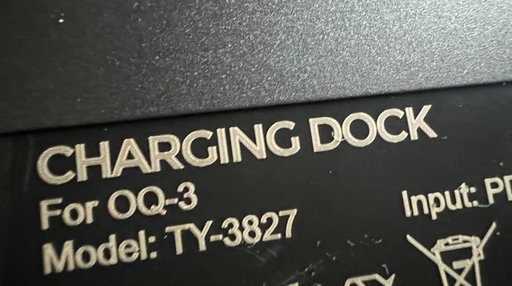 CHARGING DOCK
For OQ-3
Input: PD
Model: TY-3827